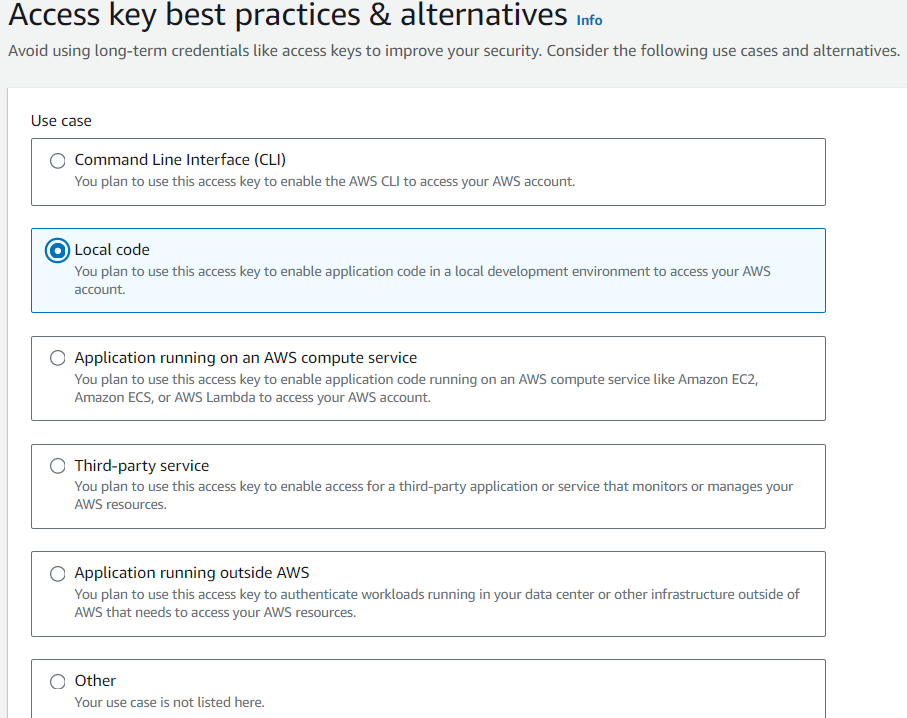 Access key best practices & alternatives Info
Avoid using long-term credentials like access keys to improve your security. Consider the following use cases and alternatives.
Use case
Command Line Interface (CLI)
You plan to use this access key to enable the AWS CLI to access your AWS account.
Local code
You plan to use this access key to enable application code in a local development environment to access your AWS
account.
Application running on an AWS compute service
You plan to use this access key to enable application code running on an AWS compute service like Amazon EC2,
Amazon ECS, or AWS Lambda to access your AWS account.
Third-party service
You plan to use this access key to enable access for a third-party application or service that monitors or manages your
AWS resources.
Application running outside AWS
You plan to use this access key to authenticate workloads running in your data center or other infrastructure outside of
AWS that needs to access your AWS resources.
Other
Your use case is not listed here.